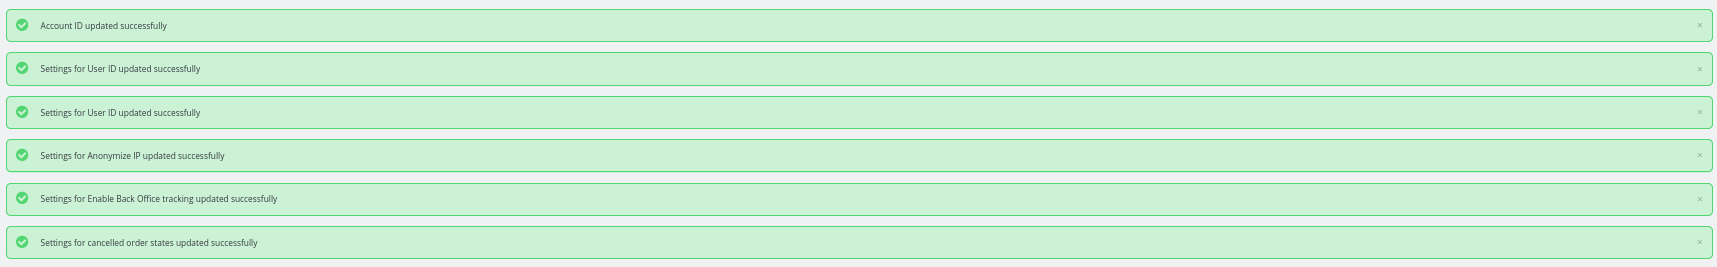 Account ID updated successfully
Settings for User ID updated successfully
Settings for User ID updated successfully
Settings for Anonymize IP updated successfully
Settings for Enable Back Office tracking updated successfully
Settings for cancelled order states updated successfully